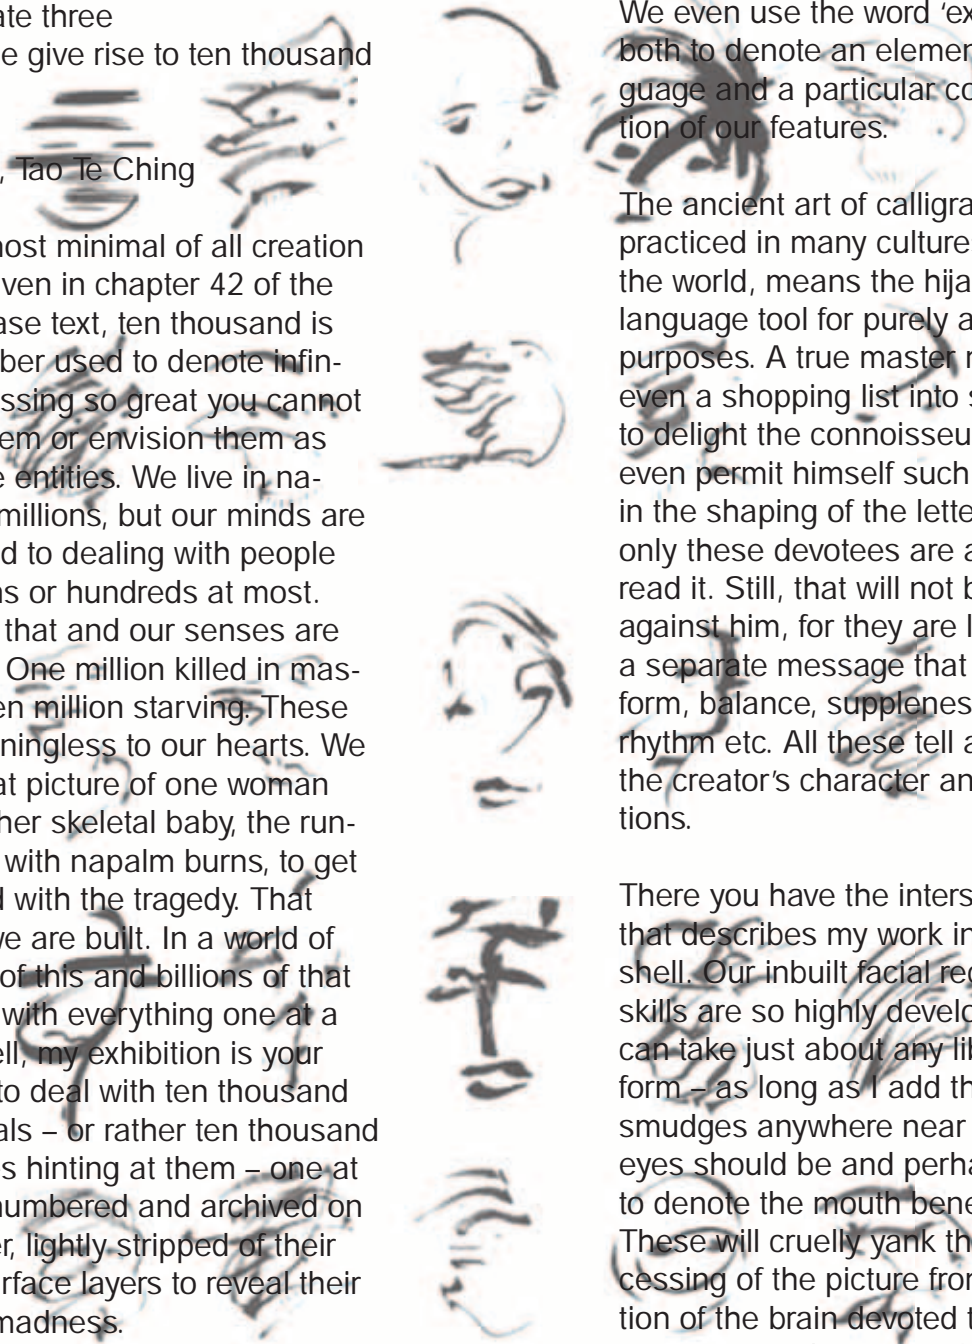 ate three
e give rise to ten thousand
, Tao Te Ching
ost minimal of all creation
ven in chapter 42 of the
ase text, ten thousand is
ber used to denote infin-
ssing so great you cannot
em or envision them as
e entities. We live in na-
millions, but our minds are
d to dealing with people
s or hundreds at most.
that and our senses are
One million killed in mas-
en million starving. These
ningless to our hearts. We
at picture of one woman
her skeletal baby, the run-
with napalm burns, to get
d with the tragedy. That
ve are built. In a world of
of this and billions of that
with everything one at a
ell, my exhibition is your
to deal with ten thousand
als – or rather ten thousand
s hinting at them – one at
numbered and archived on
er, lightly stripped of their
urface layers to reveal their
madness.
We even use the word ‘ex
both to denote an elemen
guage and a particular co
tion of our features.
The ancient art of calligra
practiced in many culture
the world, means the hija
language tool for purely a
purposes. A true master
even a shopping list into s
to delight the connoisseu
even permit himself such
in the shaping of the lette
only these devotees are a
read it. Still, that will not b
against him, for they are l
a separate message that
form, balance, supplenes
rhythm etc. All these tell a
the creator’s character an
tions.
There you have the inters
that describes my work in
shell. Our inbuilt facial rec
skills are so highly develo
can take just about any lib
form – as long as I add th
smudges anywhere near
eyes should be and perha
to denote the mouth bene
These will cruelly yank th
cessing of the picture from
tion of the brain devoted t